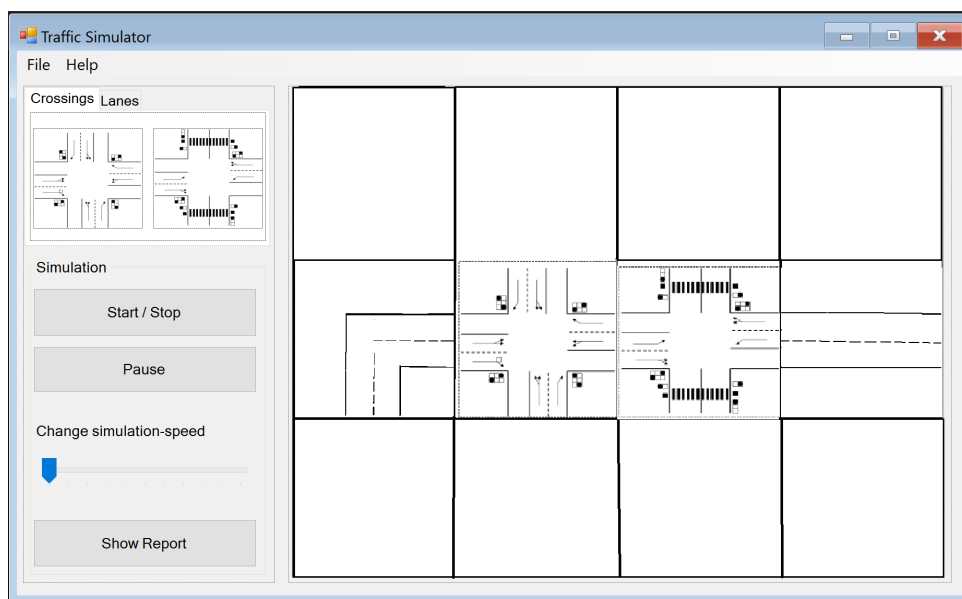 Traffic Simulator
File Help
Crossings Lanes
Simulation
Start / Stop
Pause
Change simulation-speed
Show Report